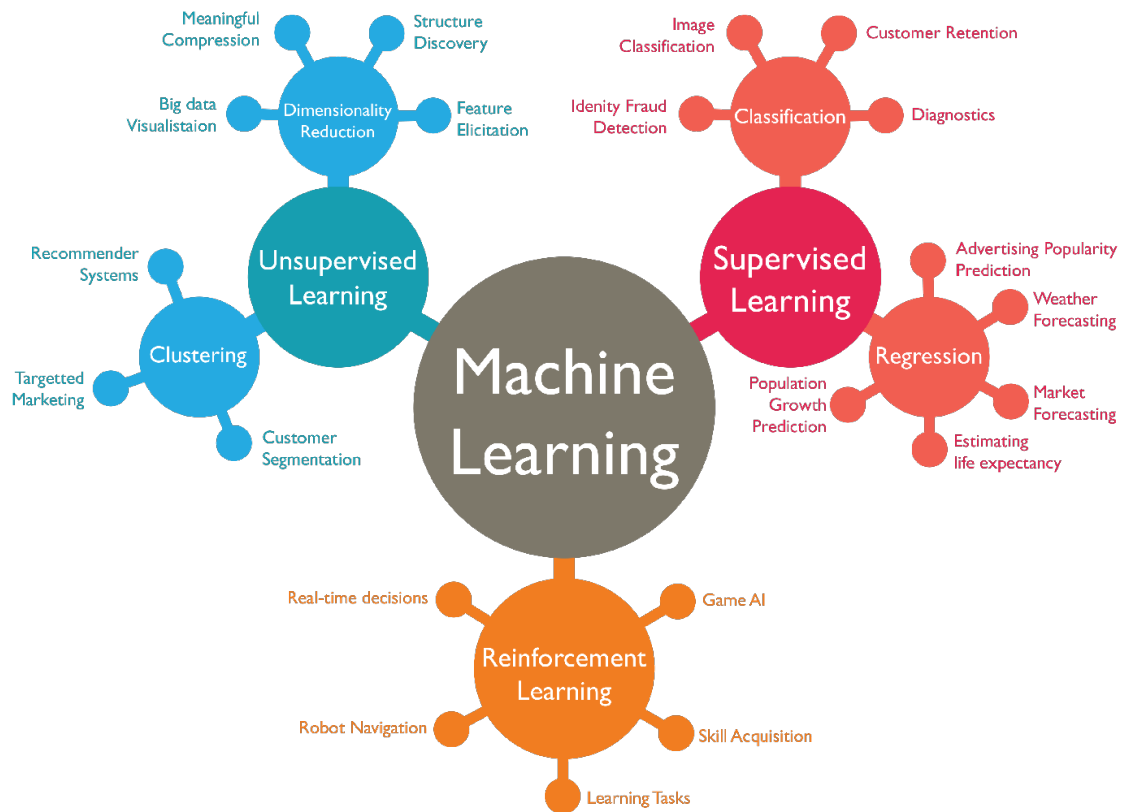 Meaningful
Compression
Structure
Discovery
Big data
Visualistaion
Dimensionality
Reduction
Feature
Elicitation
Image
Classification
Customer Retention
Idenity Fraud
Detection
Classification
Diagnostics
Unsupervised
Learning
Supervised
Learning
Recommender
Systems
Clustering
Targetted
Marketing
Customer
Segmentation
Machine
Learning
Advertising Popularity
Prediction
Weather
Forecasting
Regression
Population
Growth
Prediction
Market
Forecasting
Estimating
life expectancy
Real-time decisions
Game AI
Reinforcement
Learning
Robot Navigation
Skill Acquisition
Learning Tasks